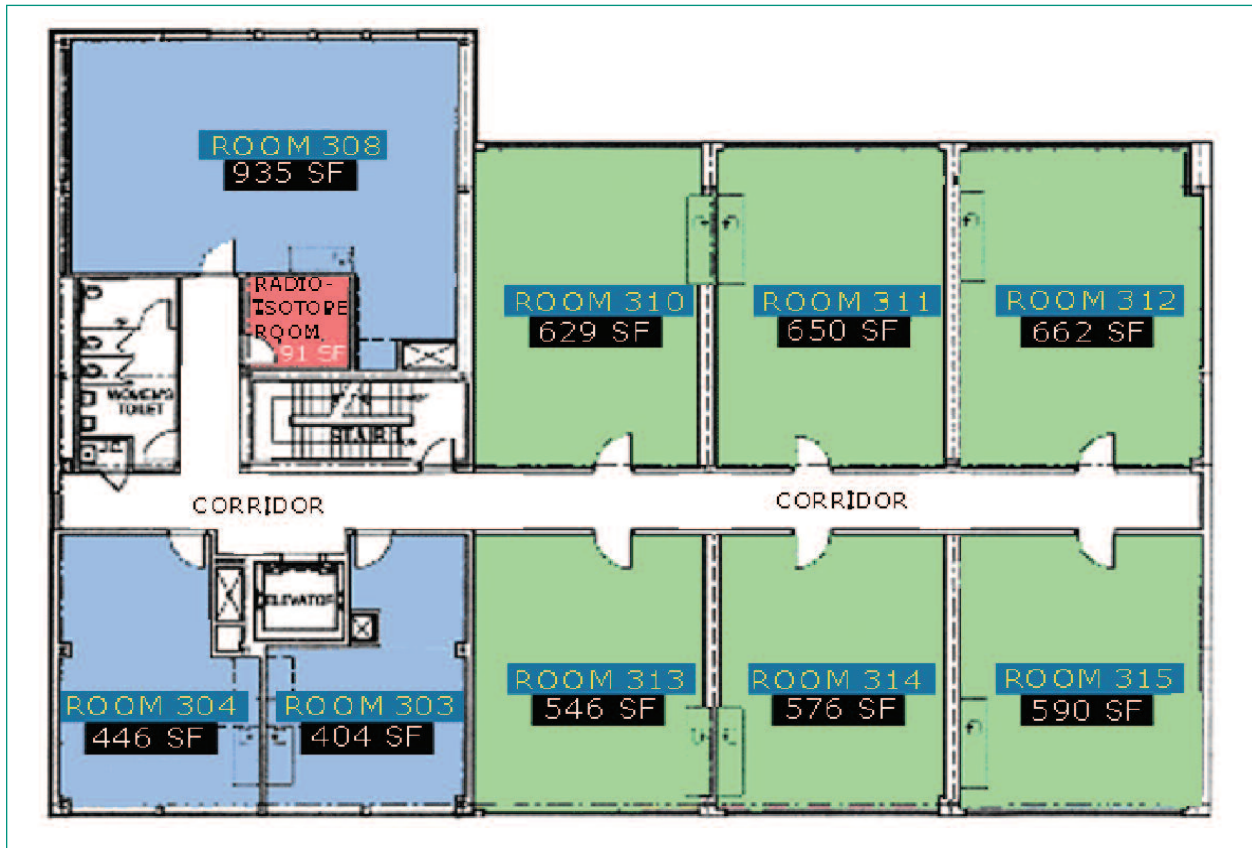 ROOM 308
935 SF
RADIO-
ISOTOPE
ROOM
91 SF
WOMEN'S
TOILET
STAIR 1
ROOM 310
629 SF
ROOM 311
650 SF
ROOM 312
662 SF
CORRIDOR
CORRIDOR
ELEVATOR
ROOM 304
446 SF
ROOM 303
404 SF
ROOM 313
546 SF
ROOM 314
576 SF
ROOM 315
590 SF